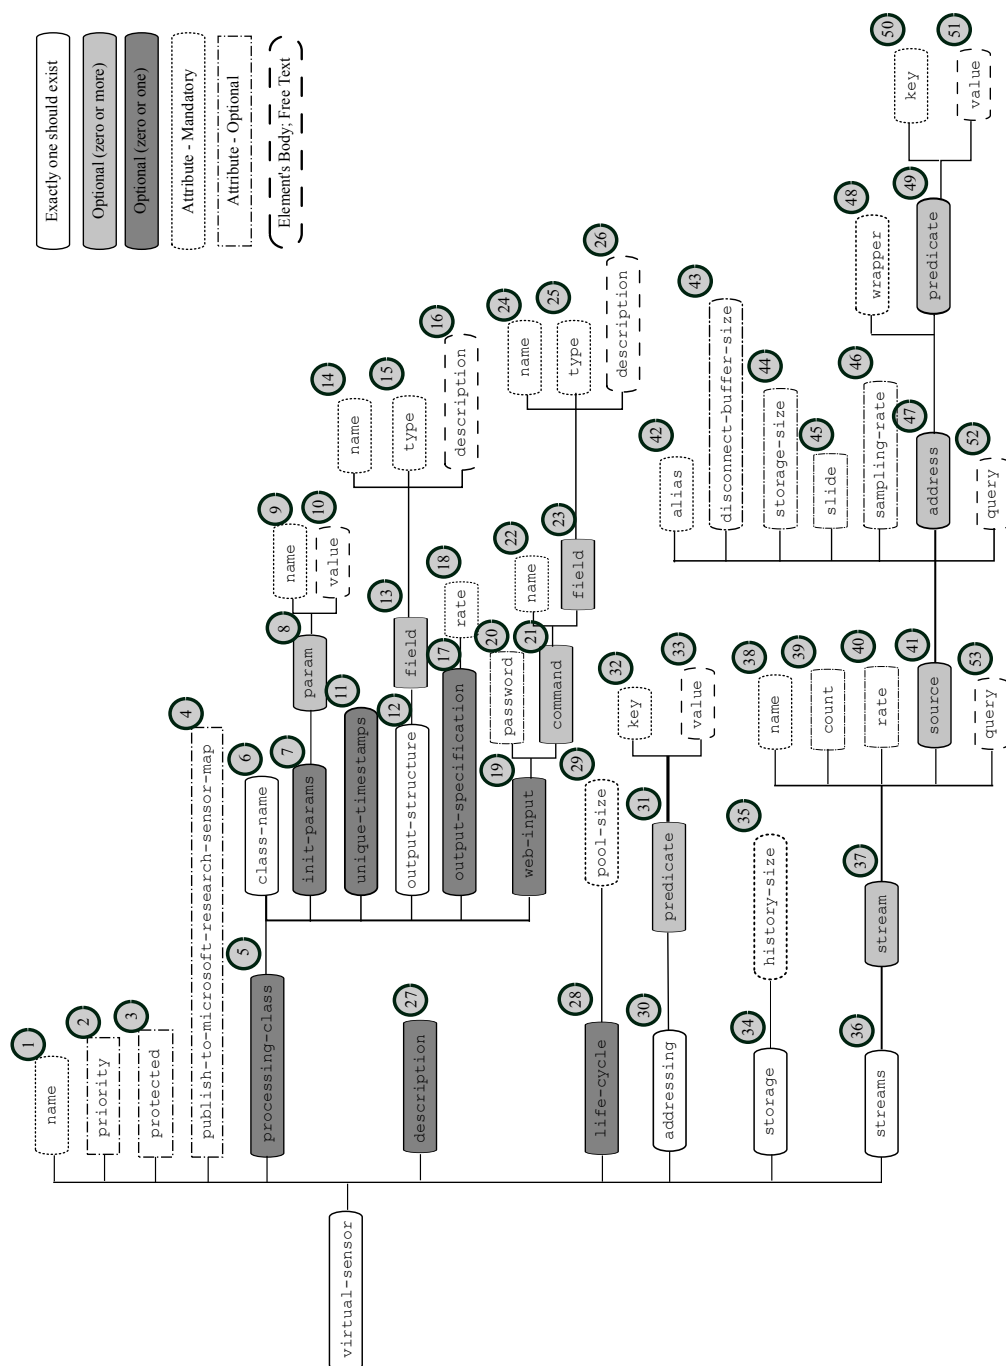 Exactly one should exist
Optional (zero or more)
Optional (zero or one)
Attribute - Mandatory
Attribute - Optional
Element's Body; Free Text
virtual-sensor
1
name
2
priority
3
protected
4
publish-to-microsoft-research-sensor-map
5
processing-class
6
class-name
7
init-params
8
param
9
name
10
value
11
unique-timestamps
12
output-structure
13
field
14
name
15
type
16
description
17
output-specification
18
rate
19
web-input
20
password
21
command
22
name
23
field
24
name
25
type
26
description
27
description
28
life-cycle
29
pool-size
30
addressing
31
predicate
32
key
33
value
34
storage
35
history-size
36
streams
37
stream
38
name
39
count
40
rate
41
source
42
alias
43
disconnect-buffer-size
44
storage-size
45
slide
46
sampling-rate
47
address
48
wrapper
49
predicate
50
key
51
value
52
query
53
query